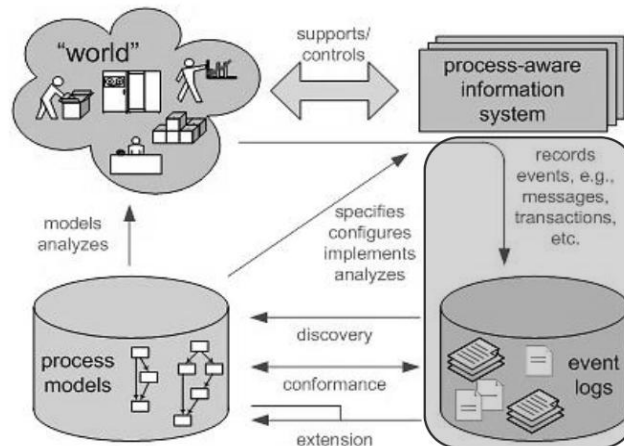 “world”
supports/
controls
process-aware
information
system
models
analyzes
specifies
configures
implements
analyzes
records
events, e.g.,
messages,
transactions,
etc.
process
models
discovery
conformance
extension
event
logs